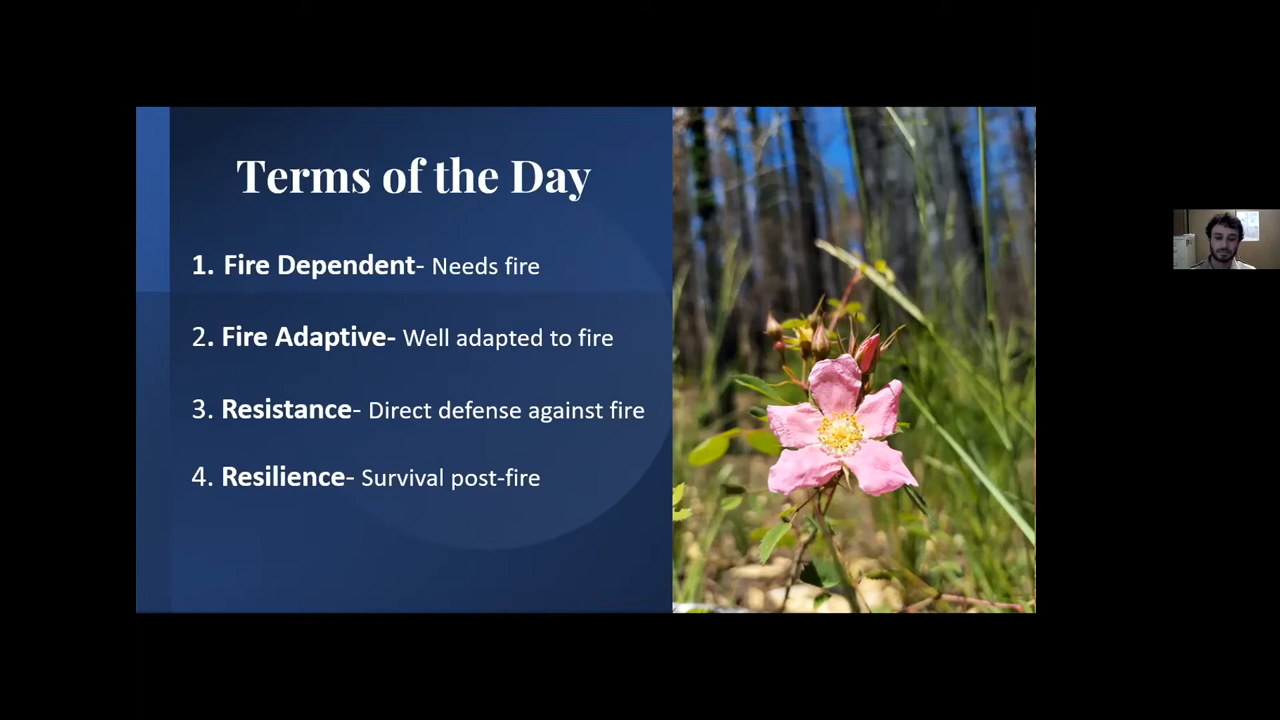 Terms of the Day
1. Fire Dependent- Needs fire
2. Fire Adaptive- Well adapted to fire
3. Resistance- Direct defense against fire
4. Resilience- Survival post-fire